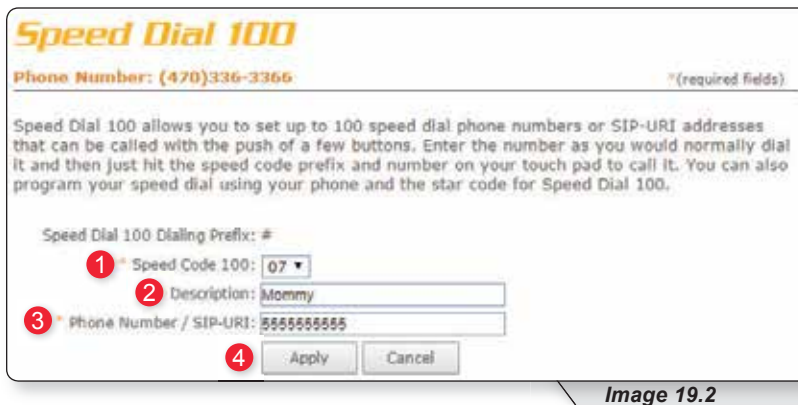 Speed Dial 100
Phone Number: (470)336-3366 *(required fields)
Speed Dial 100 allows you to set up to 100 speed dial phone numbers or SIP-URI addresses
that can be called with the push of a few buttons. Enter the number as you would normally dial
it and then just hit the speed code prefix and number on your touch pad to call it. You can also
program your speed dial using your phone and the star code for Speed Dial 100.
Speed Dial 100 Dialing Prefix: #
1 * Speed Code 100: 07
2 Description: Mommy
3 * Phone Number / SIP-URI: 5555555555
4 Apply Cancel
Image 19.2